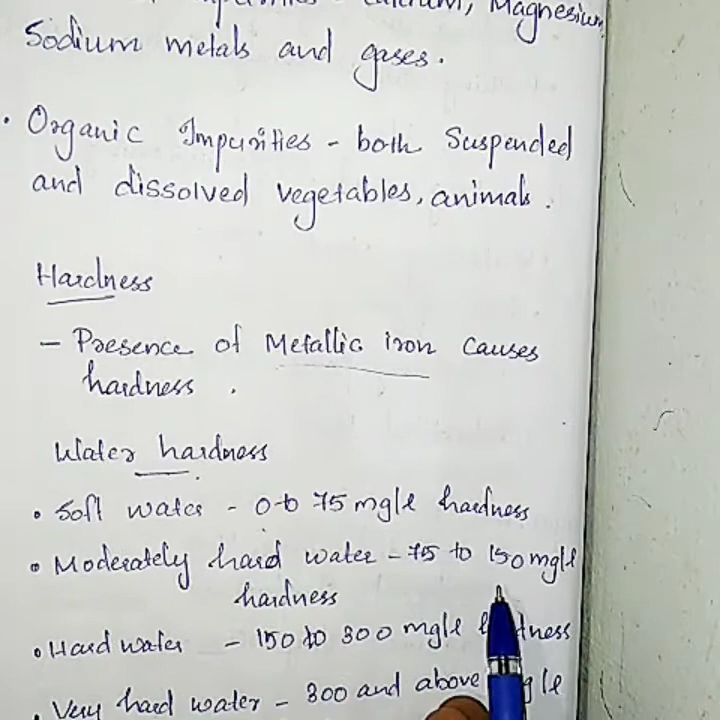 Magnesium,
Sodium metals and gases.
• Organic Impurities - both Suspended
and dissolved vegetables, animals.
Hardness
- Presence of Metallic iron causes
hardness.
Water hardness
• Soft water - 0 to 75 mg/l hardness
• Moderately hard water - 75 to 150 mg/l
hardness
• Hard water - 150 to 300 mg/l
• Very hard water - 300 and above